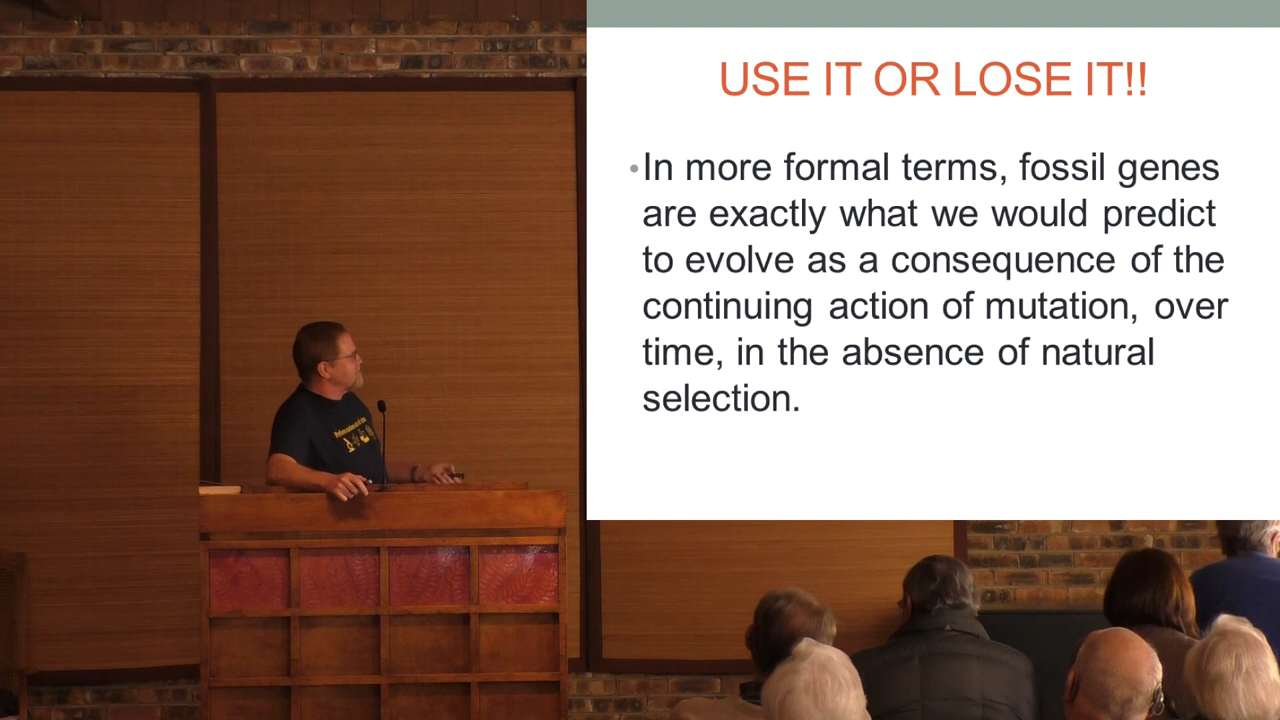 USE IT OR LOSE IT!!
•In more formal terms, fossil genes
are exactly what we would predict
to evolve as a consequence of the
continuing action of mutation, over
time, in the absence of natural
selection.